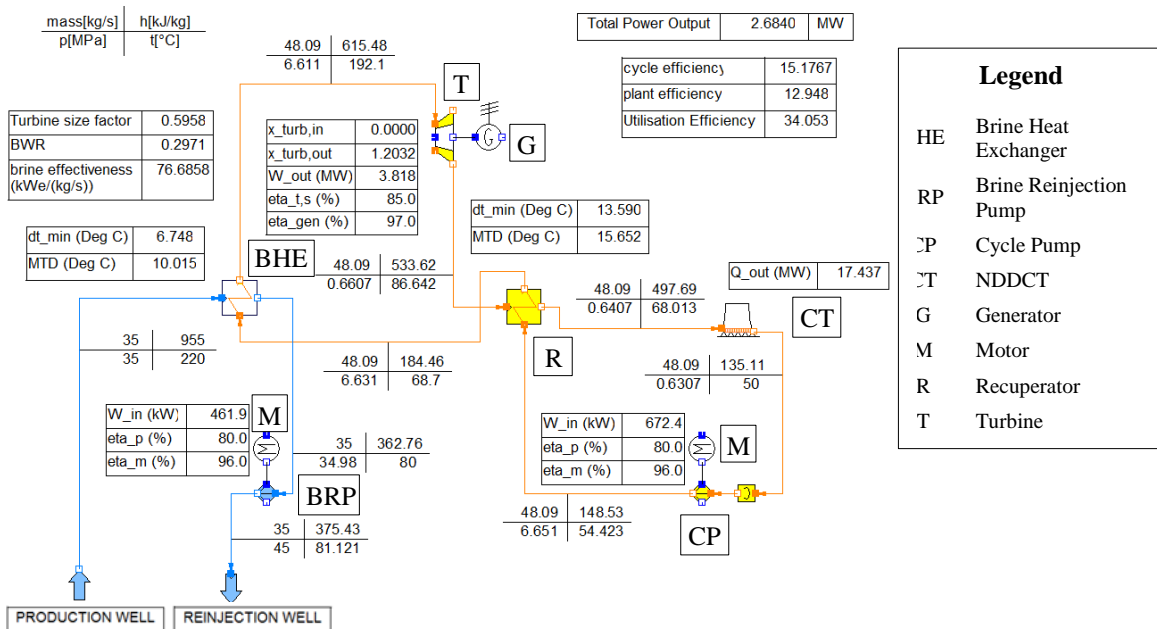 mass[kg/s] h[kJ/kg]
p[MPa] t[°C]
48.09 615.48
6.611 192.1
T
G
Total Power Output 2.6840 MW
cycle efficiency 15.1767
plant efficiency 12.948
Utilisation Efficiency 34.053
Turbine size factor 0.5958
BWR 0.2971
brine effectiveness
(kWe/(kg/s)) 76.6858
x_turb,in 0.0000
x_turb,out 1.2032
W_out (MW) 3.818
eta_t,s (%) 85.0
eta_gen (%) 97.0
dt_min (Deg C) 6.748
MTD (Deg C) 10.015
BHE
dt_min (Deg C) 13.590
MTD (Deg C) 15.652
48.09 533.62
0.6607 86.642
R
48.09 497.69
0.6407 68.013
Q_out (MW) 17.437
CT
35 955
35 220
48.09 184.46
6.631 68.7
48.09 135.11
0.6307 50
W_in (kW) 461.9
eta_p (%) 80.0
eta_m (%) 96.0
M
35 362.76
34.98 80
BRP
W_in (kW) 672.4
eta_p (%) 80.0
eta_m (%) 96.0
M
CP
48.09 148.53
6.651 54.423
35 375.43
45 81.121
PRODUCTION WELL
REINJECTION WELL
Legend
HE Brine Heat
Exchanger
RP Brine Reinjection
Pump
CP Cycle Pump
CT NDDCT
G Generator
M Motor
R Recuperator
T Turbine